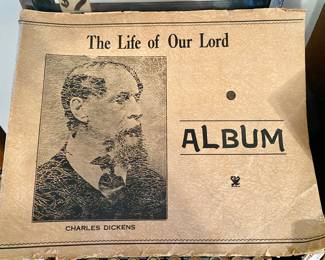 The Life of Our Lord
ALBUM
CHARLES DICKENS